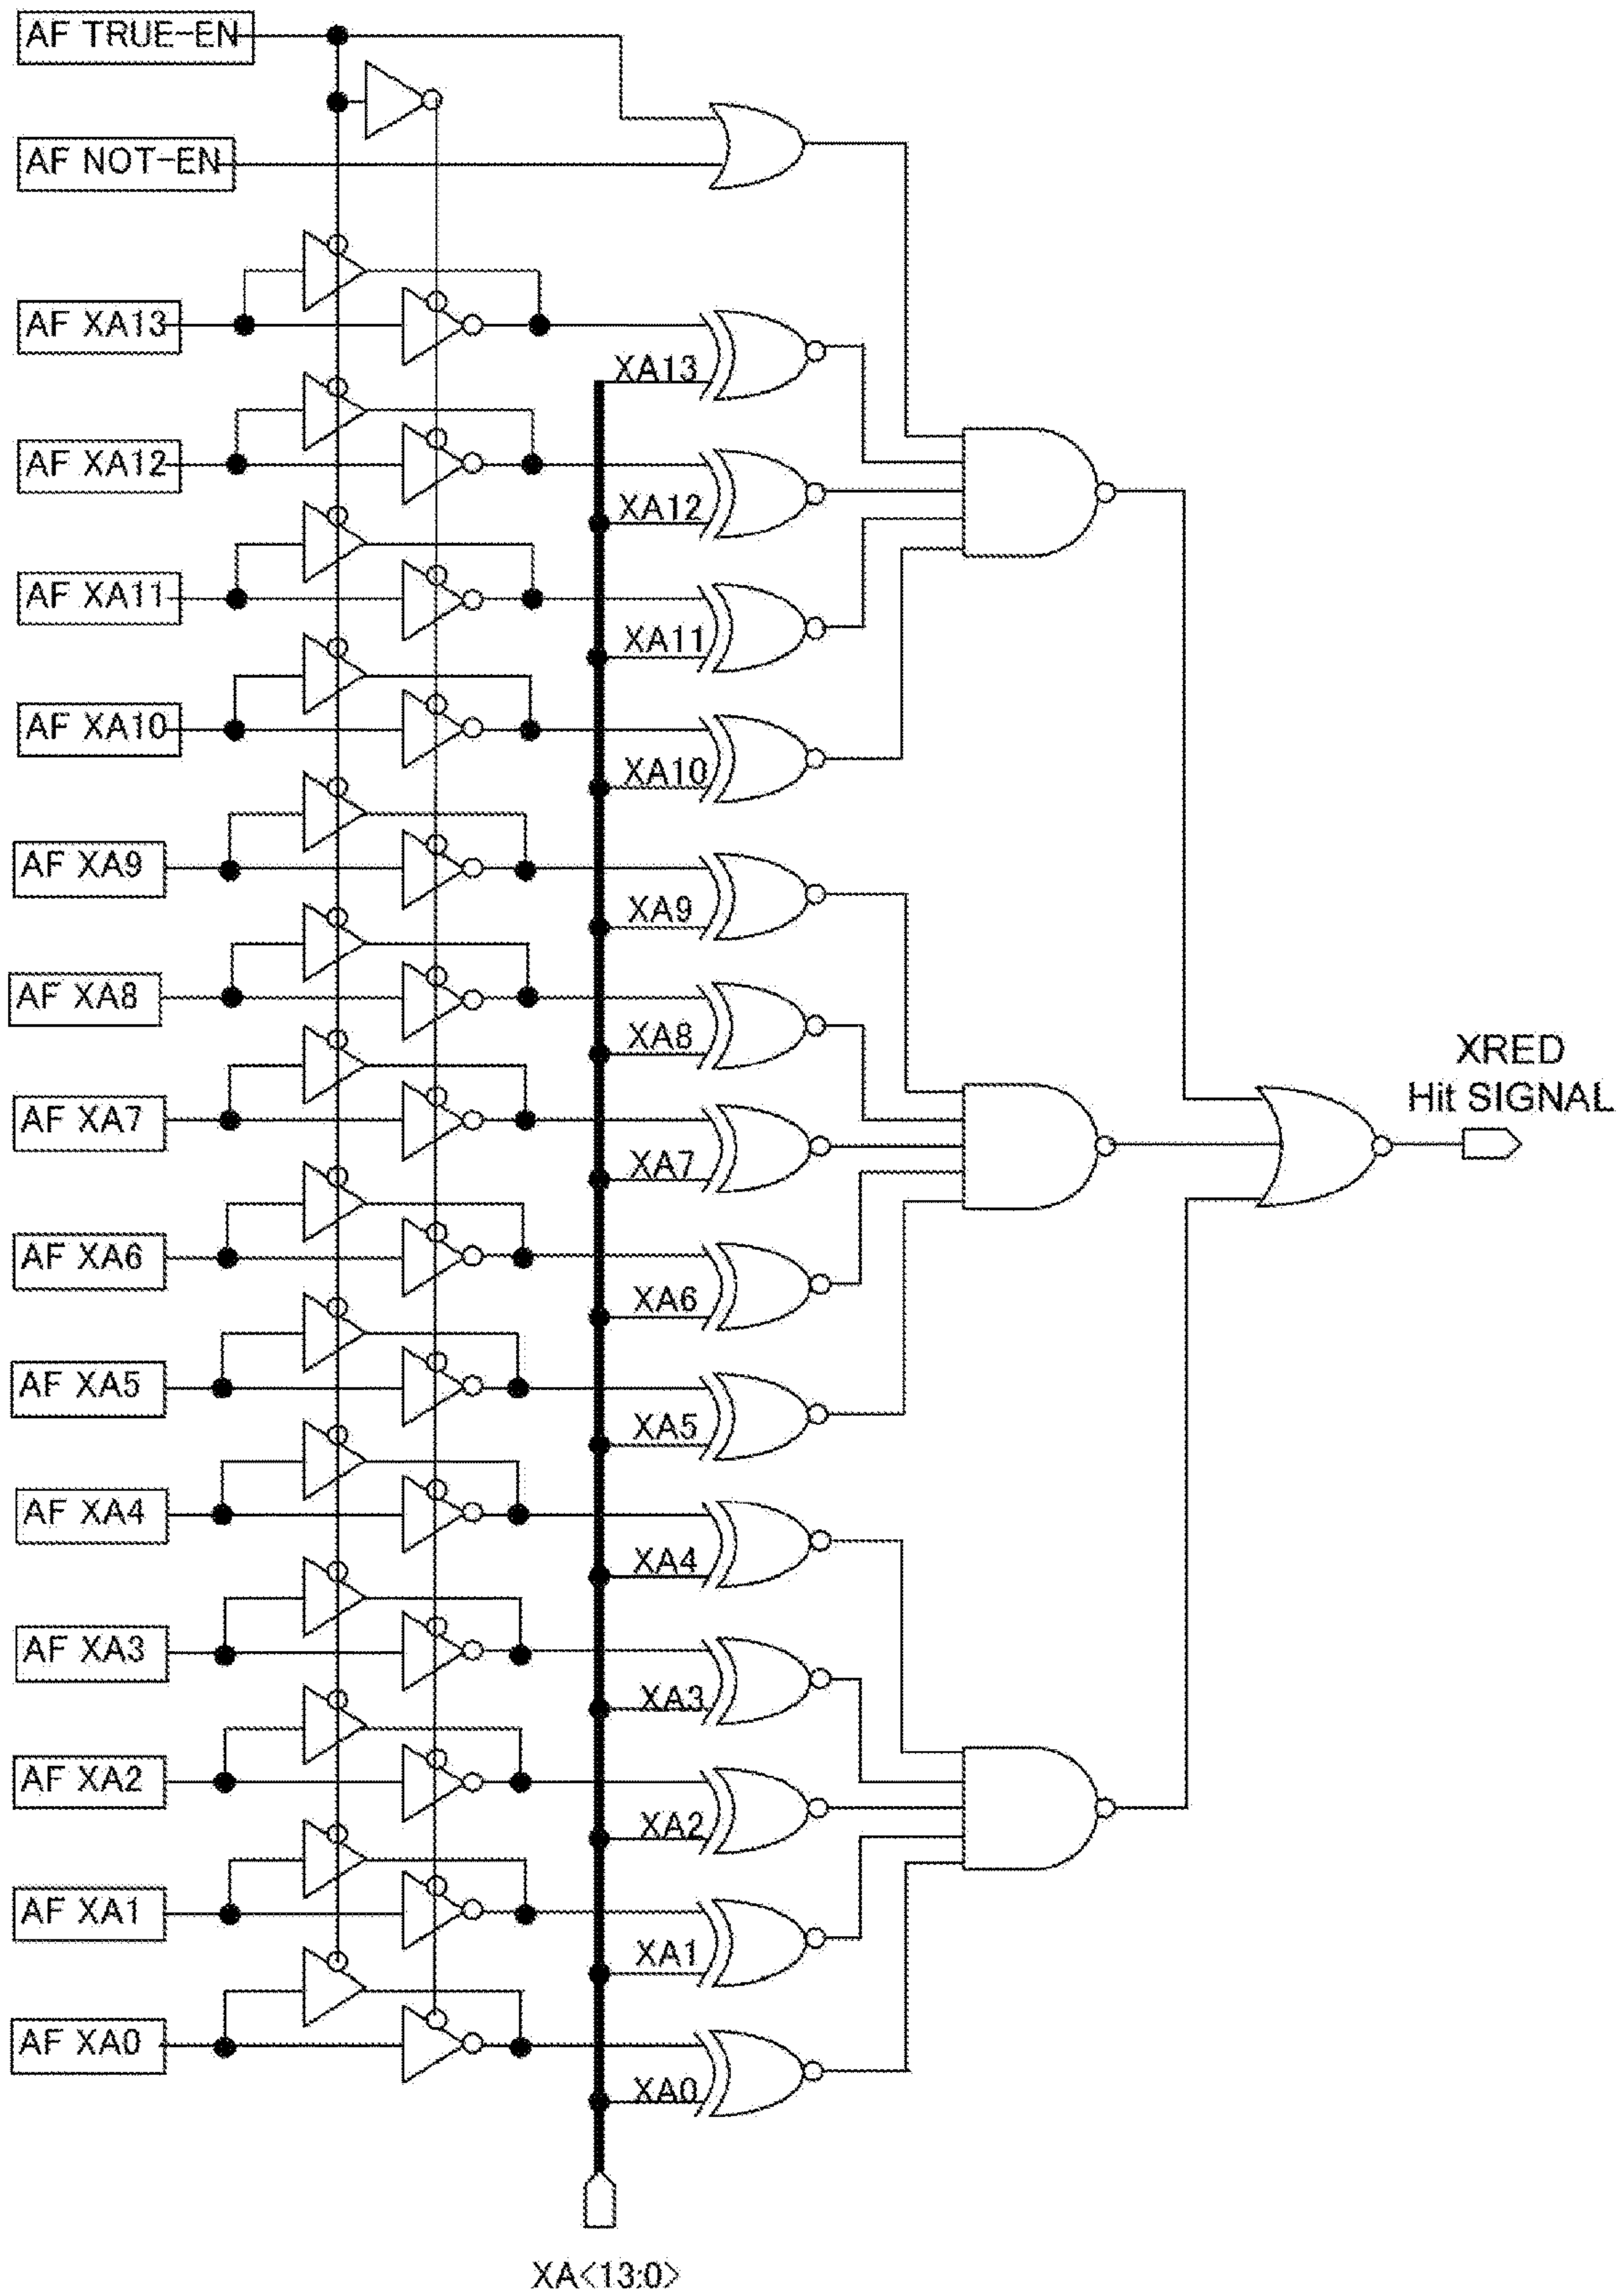 AF TRUE-EN
AF NOT-EN
AF XA13
XA13
AF XA12
XA12
AF XA11
XA11
AF XA10
XA10
AF XA9
XA9
AF XA8
XA8
XRED
Hit SIGNAL
AF XA7
XA7
AF XA6
XA6
AF XA5
XA5
AF XA4
XA4
AF XA3
XA3
AF XA2
XA2
AF XA1
XA1
AF XA0
XA0
XA<13:0>